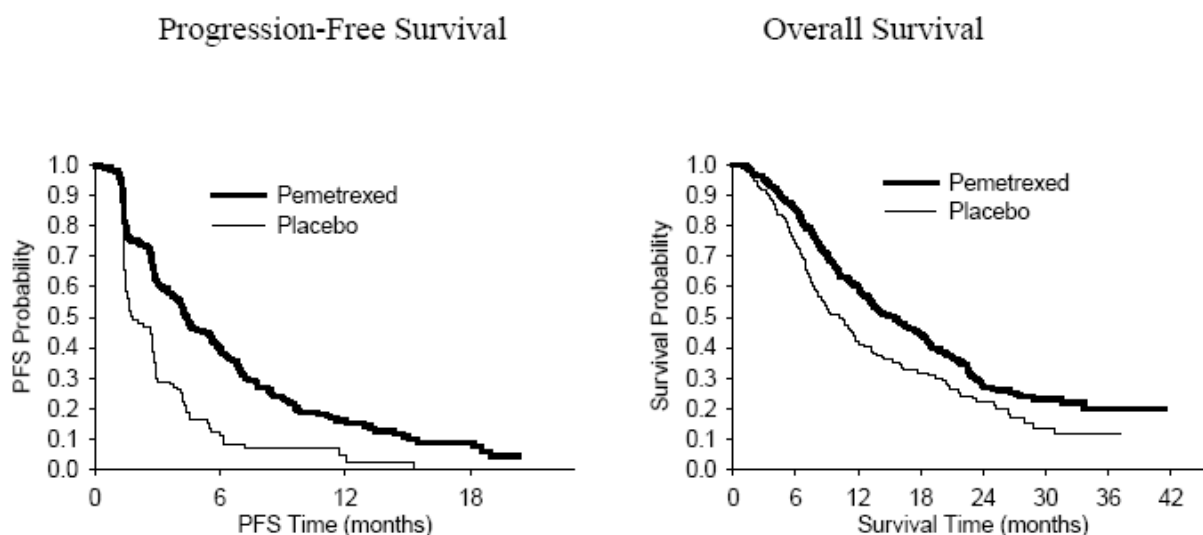 Progression-Free Survival
1.0
0.9
0.8
0.7
0.6
0.5
0.4
0.3
0.2
0.1
0.0
PFS Probability
Pemetrexed
Placebo
0 6 12 18
PFS Time (months)
Overall Survival
1.0
0.9
0.8
0.7
0.6
0.5
0.4
0.3
0.2
0.1
0.0
Survival Probability
Pemetrexed
Placebo
0 6 12 18 24 30 36 42
Survival Time (months)